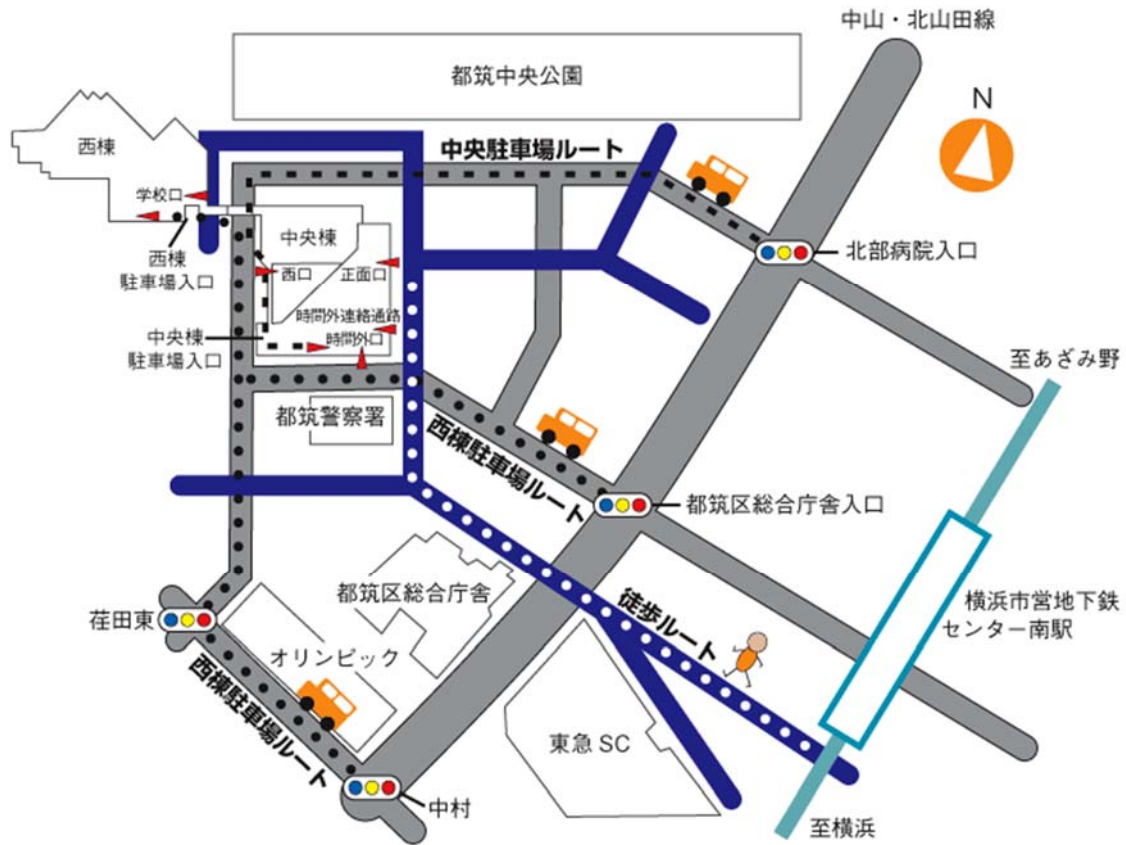 中山・北山田線
都筑中央公園
N
西棟
中央駐車場ルート
学校口
中央棟
北部病院入口
西棟
駐車場入口
西口
正面口
時間外連絡通路
中央棟
駐車場入口
時間外口
至あざみ野
都筑警察署
西棟駐車場ルート
都筑区総合庁舎入口
都筑区総合庁舎
徒歩ルート
横浜市営地下鉄
センター南駅
荏田東
オリンピック
西棟駐車場ルート
東急 SC
中村
至横浜